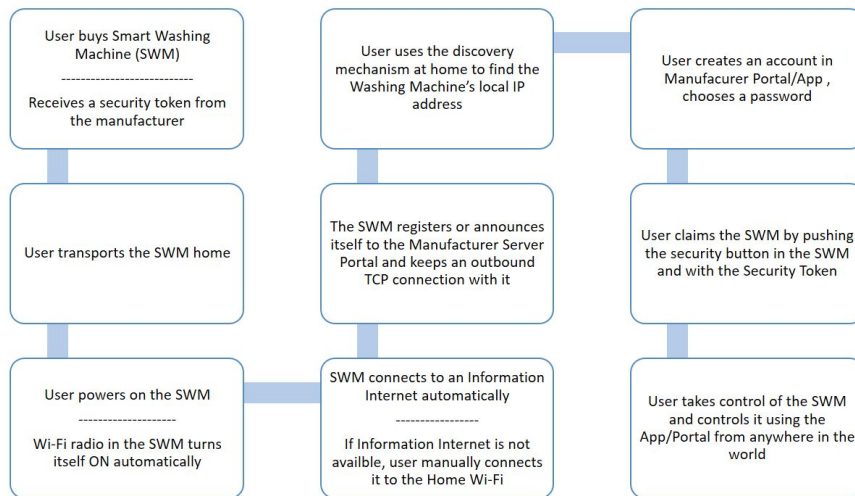 User buys Smart Washing
Machine (SWM)
---------------------------
Receives a security token from
the manufacturer
User transports the SWM home
User powers on the SWM
--------------------
Wi-Fi radio in the SWM turns
itself ON automatically
SWM connects to an Information
Internet automatically
-----------------
If Information Internet is not
availble, user manually connects
it to the Home Wi-Fi
The SWM registers or announces
itself to the Manufacturer Server
Portal and keeps an outbound
TCP connection with it
User uses the discovery
mechanism at home to find the
Washing Machine's local IP
address
User creates an account in
Manufacurer Portal/App ,
chooses a password
User claims the SWM by pushing
the security button in the SWM
and with the Security Token
User takes control of the SWM
and controls it using the
App/Portal from anywhere in the
world